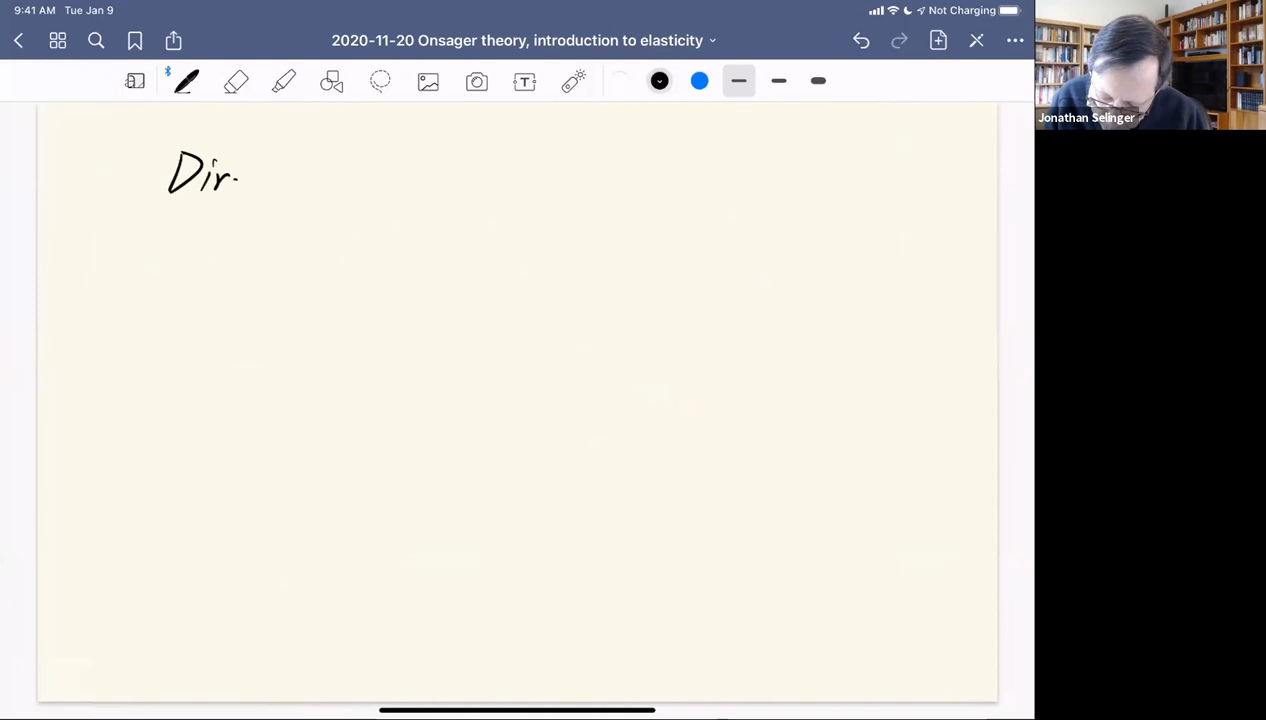 9:41 AM Tue Jan 9
Not Charging
2020-11-20 Onsager theory, introduction to elasticity
T
Jonathan Selinger
Dir